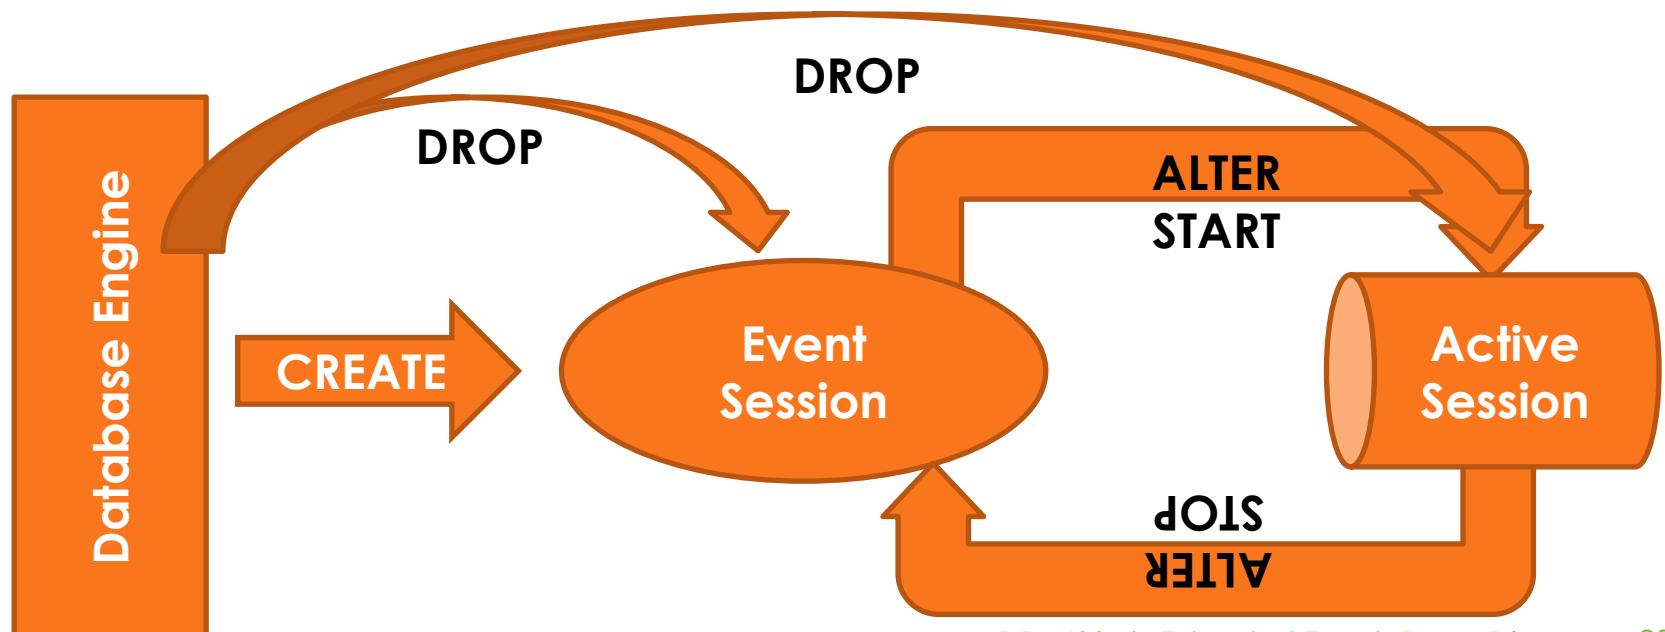 DROP
DROP
ALTER
START
Database Engine
CREATE
Event
Session
Active
Session
STOP
ALTER